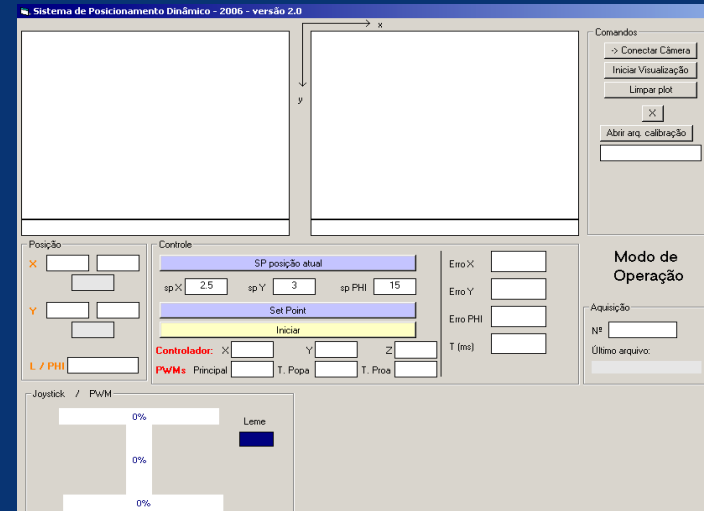 Sistema de Posicionamento Dinâmico - 2006 - versão 2.0
x
y
Comandos
-> Conectar Câmera
Iniciar Visualização
Limpar plot
X
Abrir arq. calibração
Posição
X
Y
L / PHI
Controle
SP posição atual
sp X 2.5 sp Y 3 sp PHI 15
Set Point
Iniciar
Controlador: X Y Z
PWMs Principal T. Popa T. Proa
Erro X
Erro Y
Erro PHI
T (ms)
Modo de
Operação
Aquisição
Nº
Último arquivo:
Joystick / PWM
0%
Leme
0%
0%